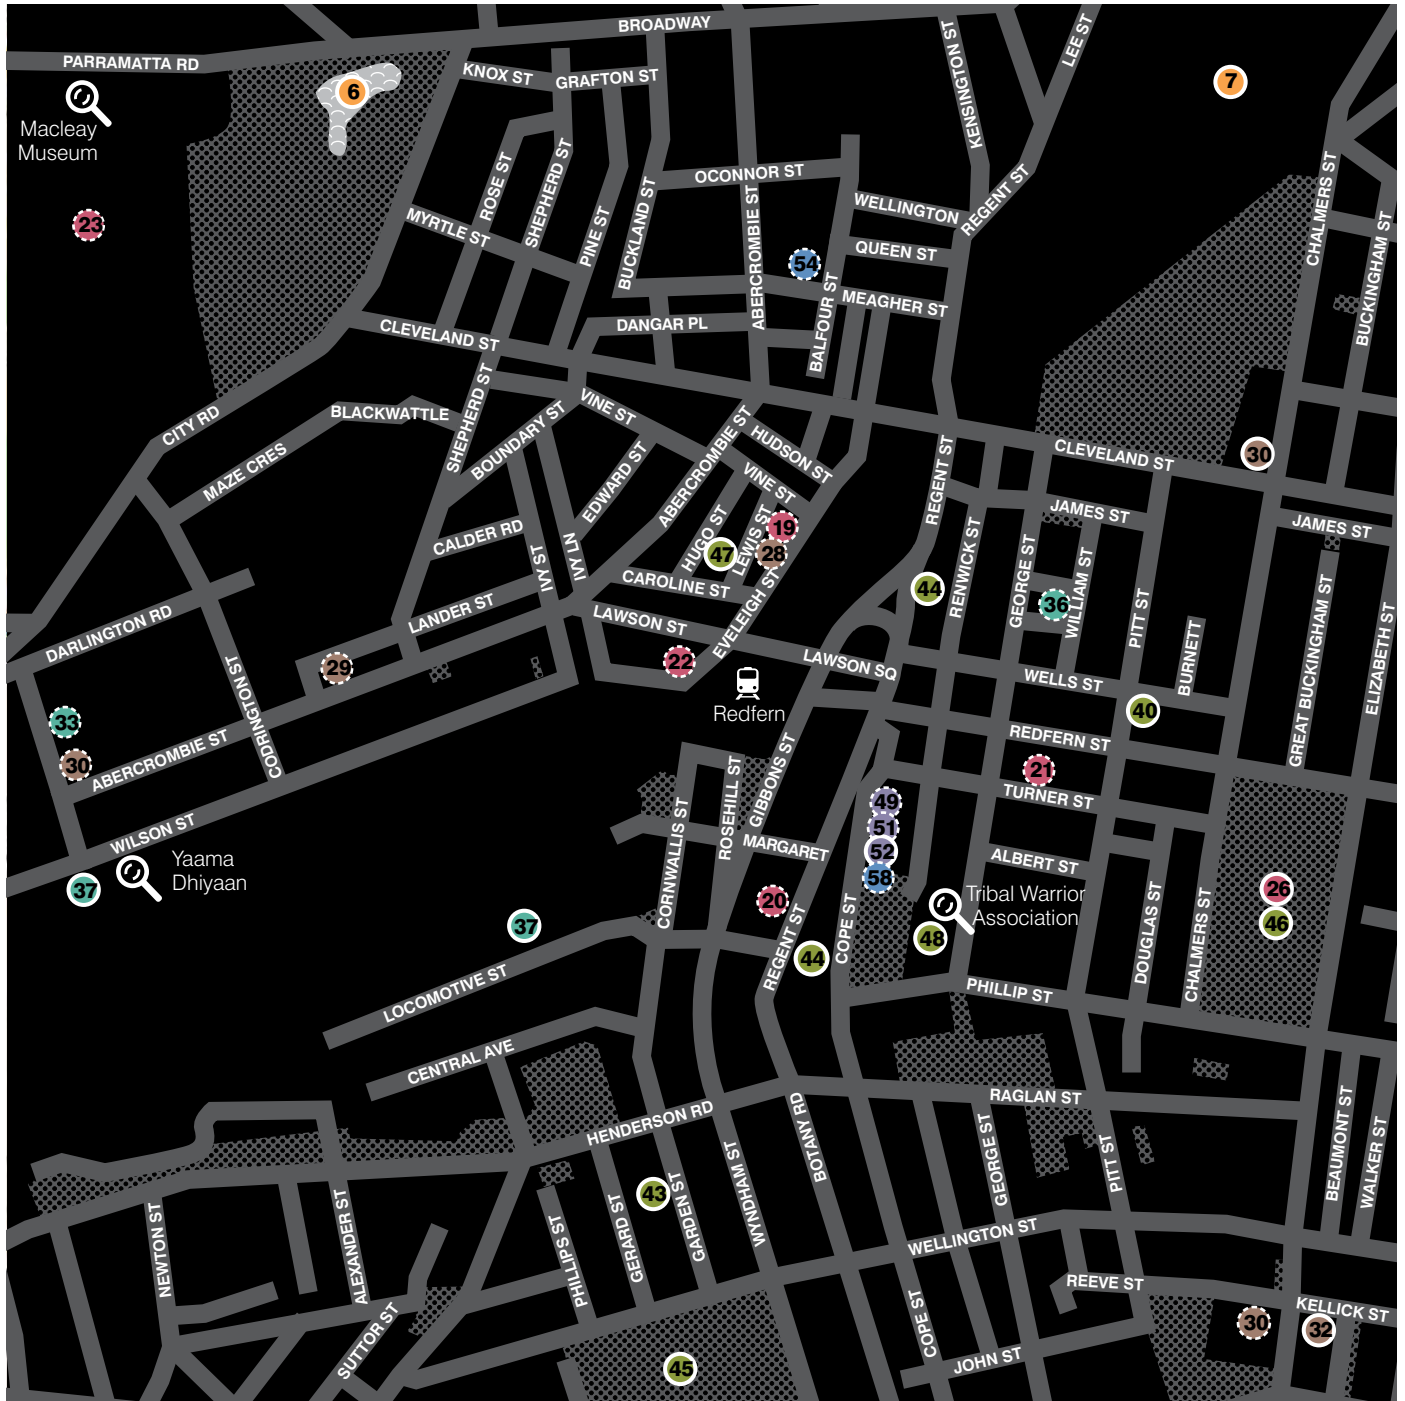 BROADWAY
PARRAMATTA RD
KNOX ST
GRAFTON ST
KENSINGTON ST
LEE ST
6
7
Macleay
Museum
23
ROSE ST
SHEPHERD ST
PINE ST
BUCKLAND ST
OCONNOR ST
ABERCROMBIE ST
WELLINGTON
REGENT ST
CHALMERS ST
BUCKINGHAM ST
MYRTLE ST
QUEEN ST
54
BALFOUR ST
MEAGHER ST
DANGAR PL
CLEVELAND ST
CITY RD
BLACKWATTLE
MAZE CRES
SHEPHERD ST
BOUNDARY ST
VINE ST
EDWARD ST
ABERCROMBIE ST
HUDSON ST
VINE ST
REGENT ST
CLEVELAND ST
30
JAMES ST
JAMES ST
CALDER RD
IVY ST
IVY LN
HUGO ST
LEWIS ST
19
47
28
CAROLINE ST
EVELEIGH ST
44
RENWICK ST
GEORGE ST
36
WILLIAM ST
PITT ST
BURNETT
GREAT BUCKINGHAM ST
ELIZABETH ST
DARLINGTON RD
LANDER ST
LAWSON ST
22
LAWSON SQ
WELLS ST
40
29
CODRINGTON ST
33
30
ABERCROMBIE ST
Redfern
REDFERN ST
21
TURNER ST
WILSON ST
Yaama
Dhiyaan
37
CORNWALLIS ST
ROSEHILL ST
GIBBONS ST
MARGARET
49
51
52
58
ALBERT ST
20
REGENT ST
COPE ST
Tribal Warrior
Association
48
DOUGLAS ST
CHALMERS ST
26
46
37
44
LOCOMOTIVE ST
PHILLIP ST
CENTRAL AVE
HENDERSON RD
RAGLAN ST
BOTANY RD
GEORGE ST
PITT ST
BEAUMONT ST
WALKER ST
43
NEWTON ST
ALEXANDER ST
PHILLIPS ST
GERARD ST
GARDEN ST
WYNDHAM ST
WELLINGTON ST
REEVE ST
KELLICK ST
SUTTOR ST
COPE ST
30
32
JOHN ST
45